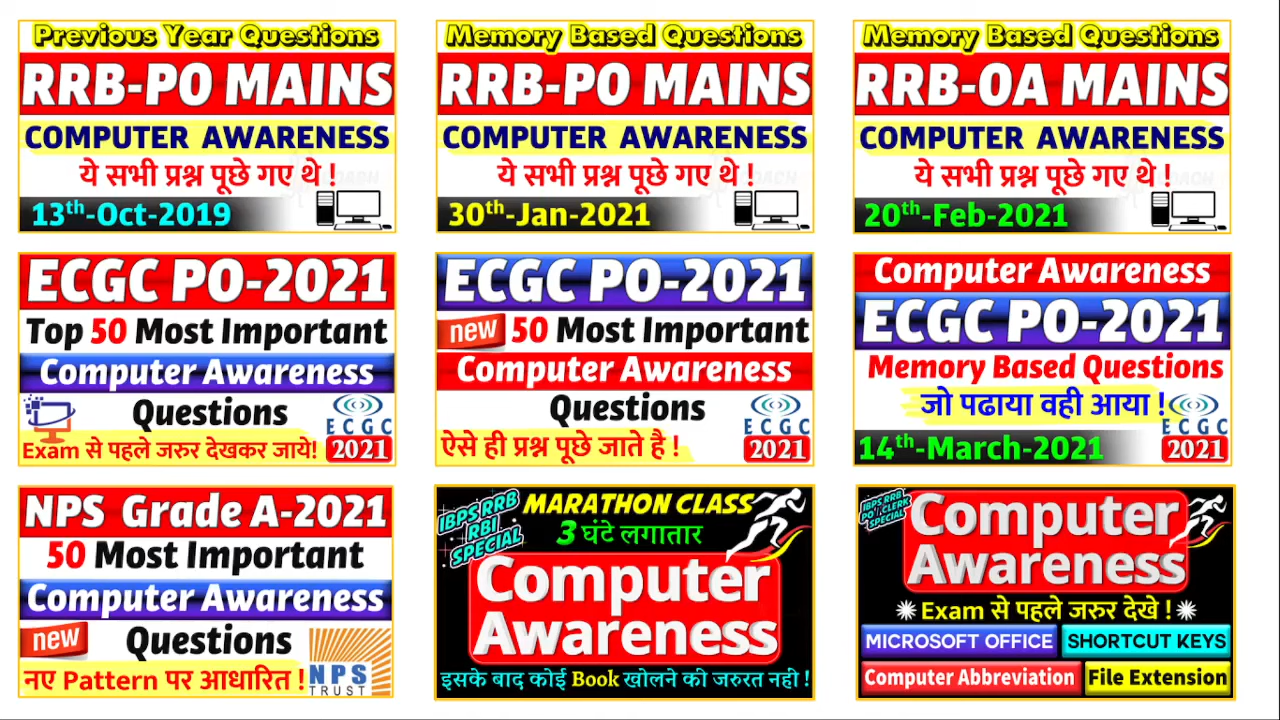 Previous Year Questions
RRB-PO MAINS
COMPUTER AWARENESS
ये सभी प्रश्न पूछे गए थे !
13th-Oct-2019
Memory Based Questions
RRB-PO MAINS
COMPUTER AWARENESS
ये सभी प्रश्न पूछे गए थे !
30th-Jan-2021
Memory Based Questions
RRB-OA MAINS
COMPUTER AWARENESS
ये सभी प्रश्न पूछे गए थे !
20th-Feb-2021
ECGC PO-2021
Top 50 Most Important
Computer Awareness
Questions
ECGC
Exam से पहले जरुर देखकर जाये!
2021
ECGC PO-2021
new 50 Most Important
Computer Awareness
Questions
ECGC
ऐसे ही प्रश्न पूछे जाते है !
2021
Computer Awareness
ECGC PO-2021
Memory Based Questions
जो पढाया वही आया !
ECGC
14th-March-2021
2021
NPS Grade A-2021
50 Most Important
Computer Awareness
new Questions
नए Pattern पर आधारित !
NPS
TRUST
IBPS RRB
RBI
SPECIAL
MARATHON CLASS
3 घंटे लगातार
Computer
Awareness
इसके बाद कोई Book खोलने की जरुरत नही !
IBPS RRB
PO / CLERK
SPECIAL
Computer
Awareness
Exam से पहले जरुर देखे !
MICROSOFT OFFICE SHORTCUT KEYS
Computer Abbreviation File Extension